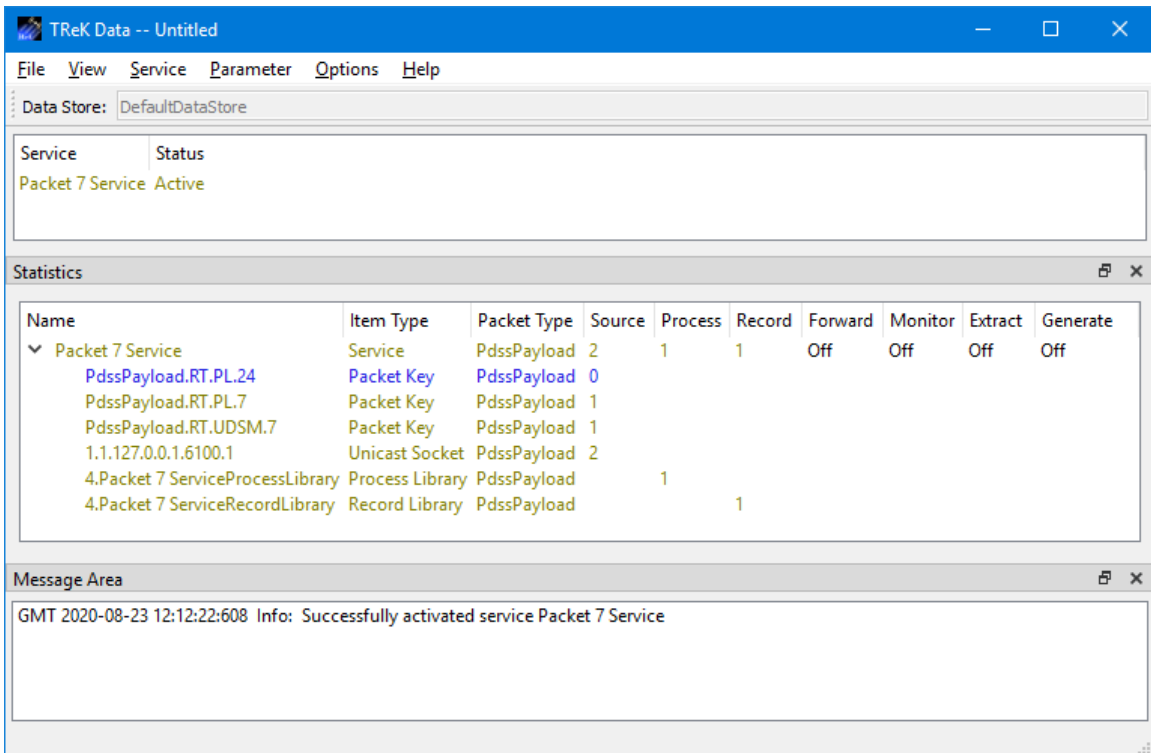 TReK Data -- Untitled
File View Service Parameter Options Help
Data Store: DefaultDataStore
Service Status
Packet 7 Service Active
Statistics
Name Item Type Packet Type Source Process Record Forward Monitor Extract Generate
Packet 7 Service Service PdssPayload 2 1 1 Off Off Off Off
PdssPayload.RT.PL.24 Packet Key PdssPayload 0
PdssPayload.RT.PL.7 Packet Key PdssPayload 1
PdssPayload.RT.UDSM.7 Packet Key PdssPayload 1
1.1.127.0.0.1.6100.1 Unicast Socket PdssPayload 2
4.Packet 7 ServiceProcessLibrary Process Library PdssPayload 1
4.Packet 7 ServiceRecordLibrary Record Library PdssPayload 1
Message Area
GMT 2020-08-23 12:12:22:608 Info: Successfully activated service Packet 7 Service